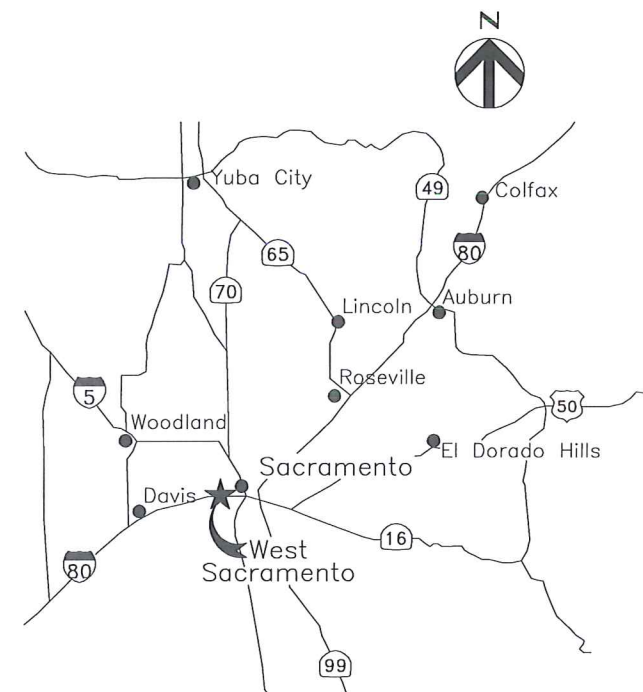 N
Yuba City
49
Colfax
65
80
70
Lincoln
Auburn
Roseville
5
50
Woodland
El Dorado Hills
Sacramento
Davis
16
West
Sacramento
80
99